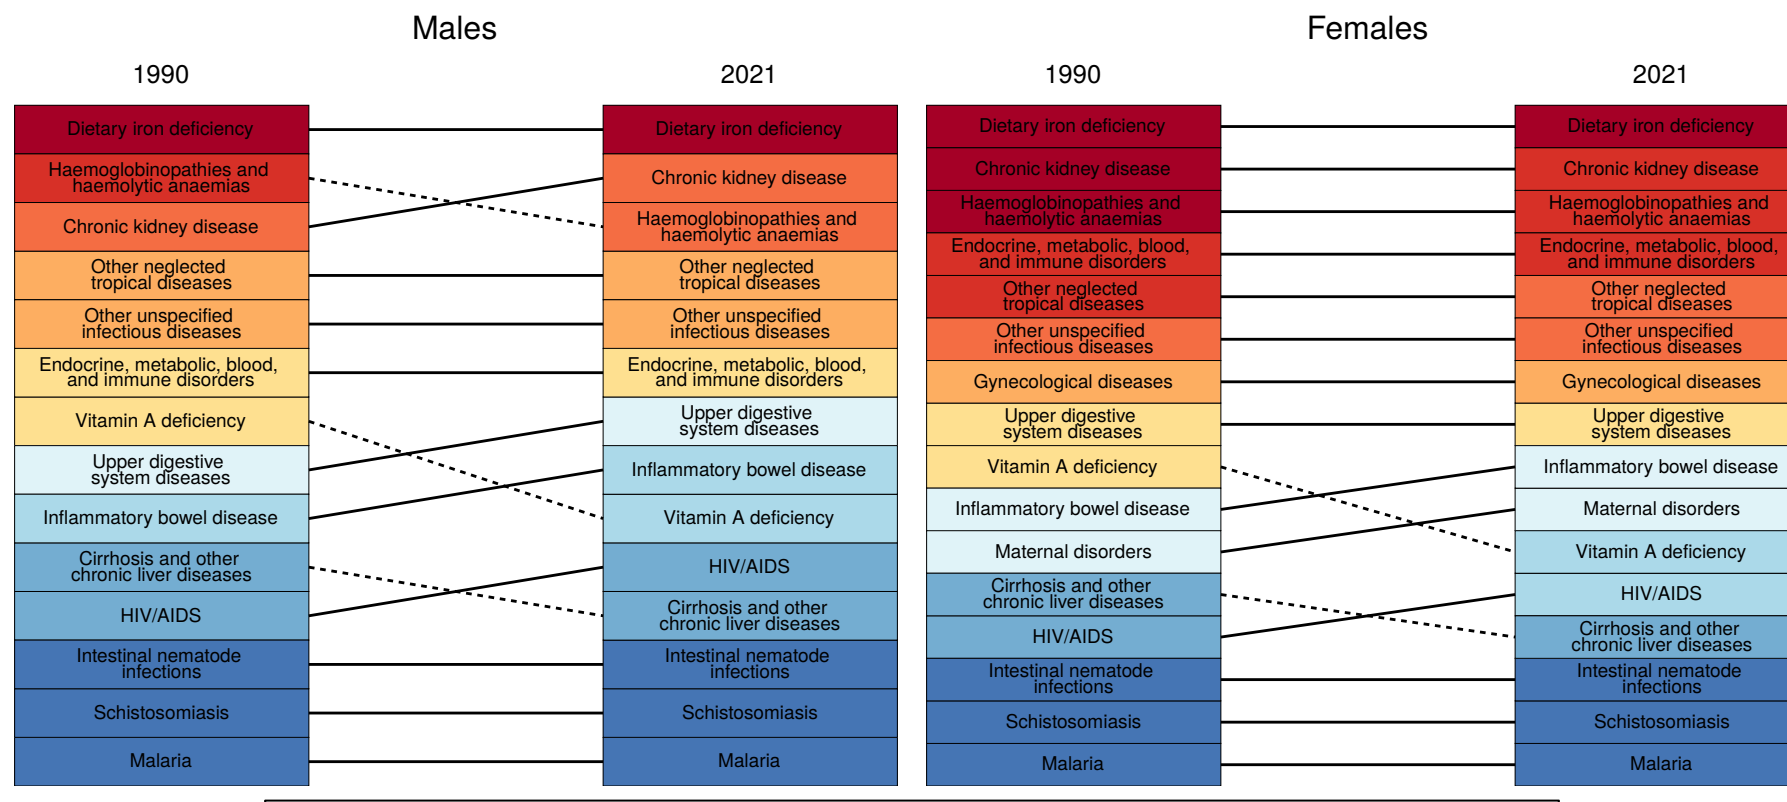 Males
1990
2021
Dietary iron deficiency
Haemoglobinopathies and
haemolytic anaemias
Chronic kidney disease
Other neglected
tropical diseases
Other unspecified
infectious diseases
Endocrine, metabolic, blood,
and immune disorders
Vitamin A deficiency
Upper digestive
system diseases
Inflammatory bowel disease
Cirrhosis and other
chronic liver diseases
HIV/AIDS
Intestinal nematode
infections
Schistosomiasis
Malaria
Dietary iron deficiency
Chronic kidney disease
Haemoglobinopathies and
haemolytic anaemias
Other neglected
tropical diseases
Other unspecified
infectious diseases
Endocrine, metabolic, blood,
and immune disorders
Upper digestive
system diseases
Inflammatory bowel disease
Vitamin A deficiency
HIV/AIDS
Cirrhosis and other
chronic liver diseases
Intestinal nematode
infections
Schistosomiasis
Malaria
Females
1990
2021
Dietary iron deficiency
Chronic kidney disease
Haemoglobinopathies and
haemolytic anaemias
Endocrine, metabolic, blood,
and immune disorders
Other neglected
tropical diseases
Other unspecified
infectious diseases
Gynecological diseases
Upper digestive
system diseases
Vitamin A deficiency
Inflammatory bowel disease
Maternal disorders
Cirrhosis and other
chronic liver diseases
HIV/AIDS
Intestinal nematode
infections
Schistosomiasis
Malaria
Dietary iron deficiency
Chronic kidney disease
Haemoglobinopathies and
haemolytic anaemias
Endocrine, metabolic, blood,
and immune disorders
Other neglected
tropical diseases
Other unspecified
infectious diseases
Gynecological diseases
Upper digestive
system diseases
Inflammatory bowel disease
Maternal disorders
Vitamin A deficiency
HIV/AIDS
Cirrhosis and other
chronic liver diseases
Intestinal nematode
infections
Schistosomiasis
Malaria